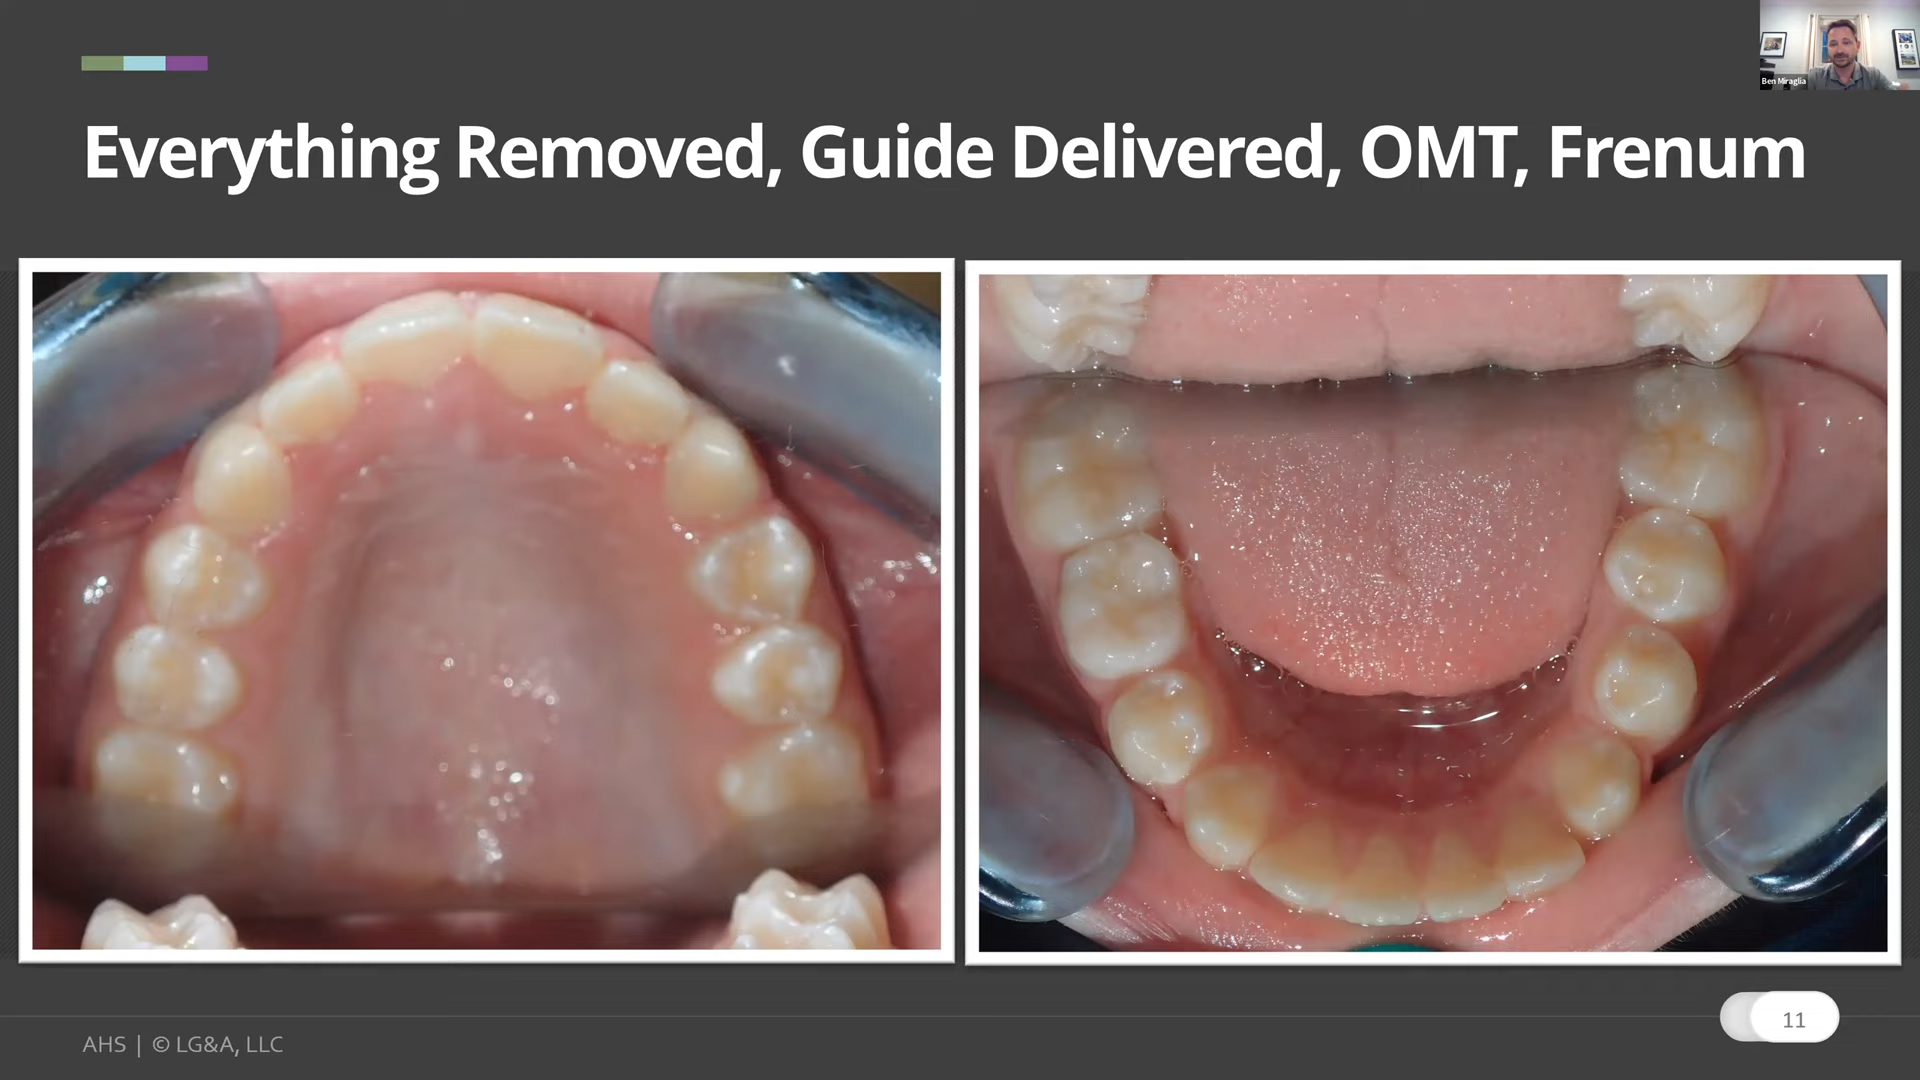 Ben Miraglia
Everything Removed, Guide Delivered, OMT, Frenum
11
AHS | © LG&A, LLC